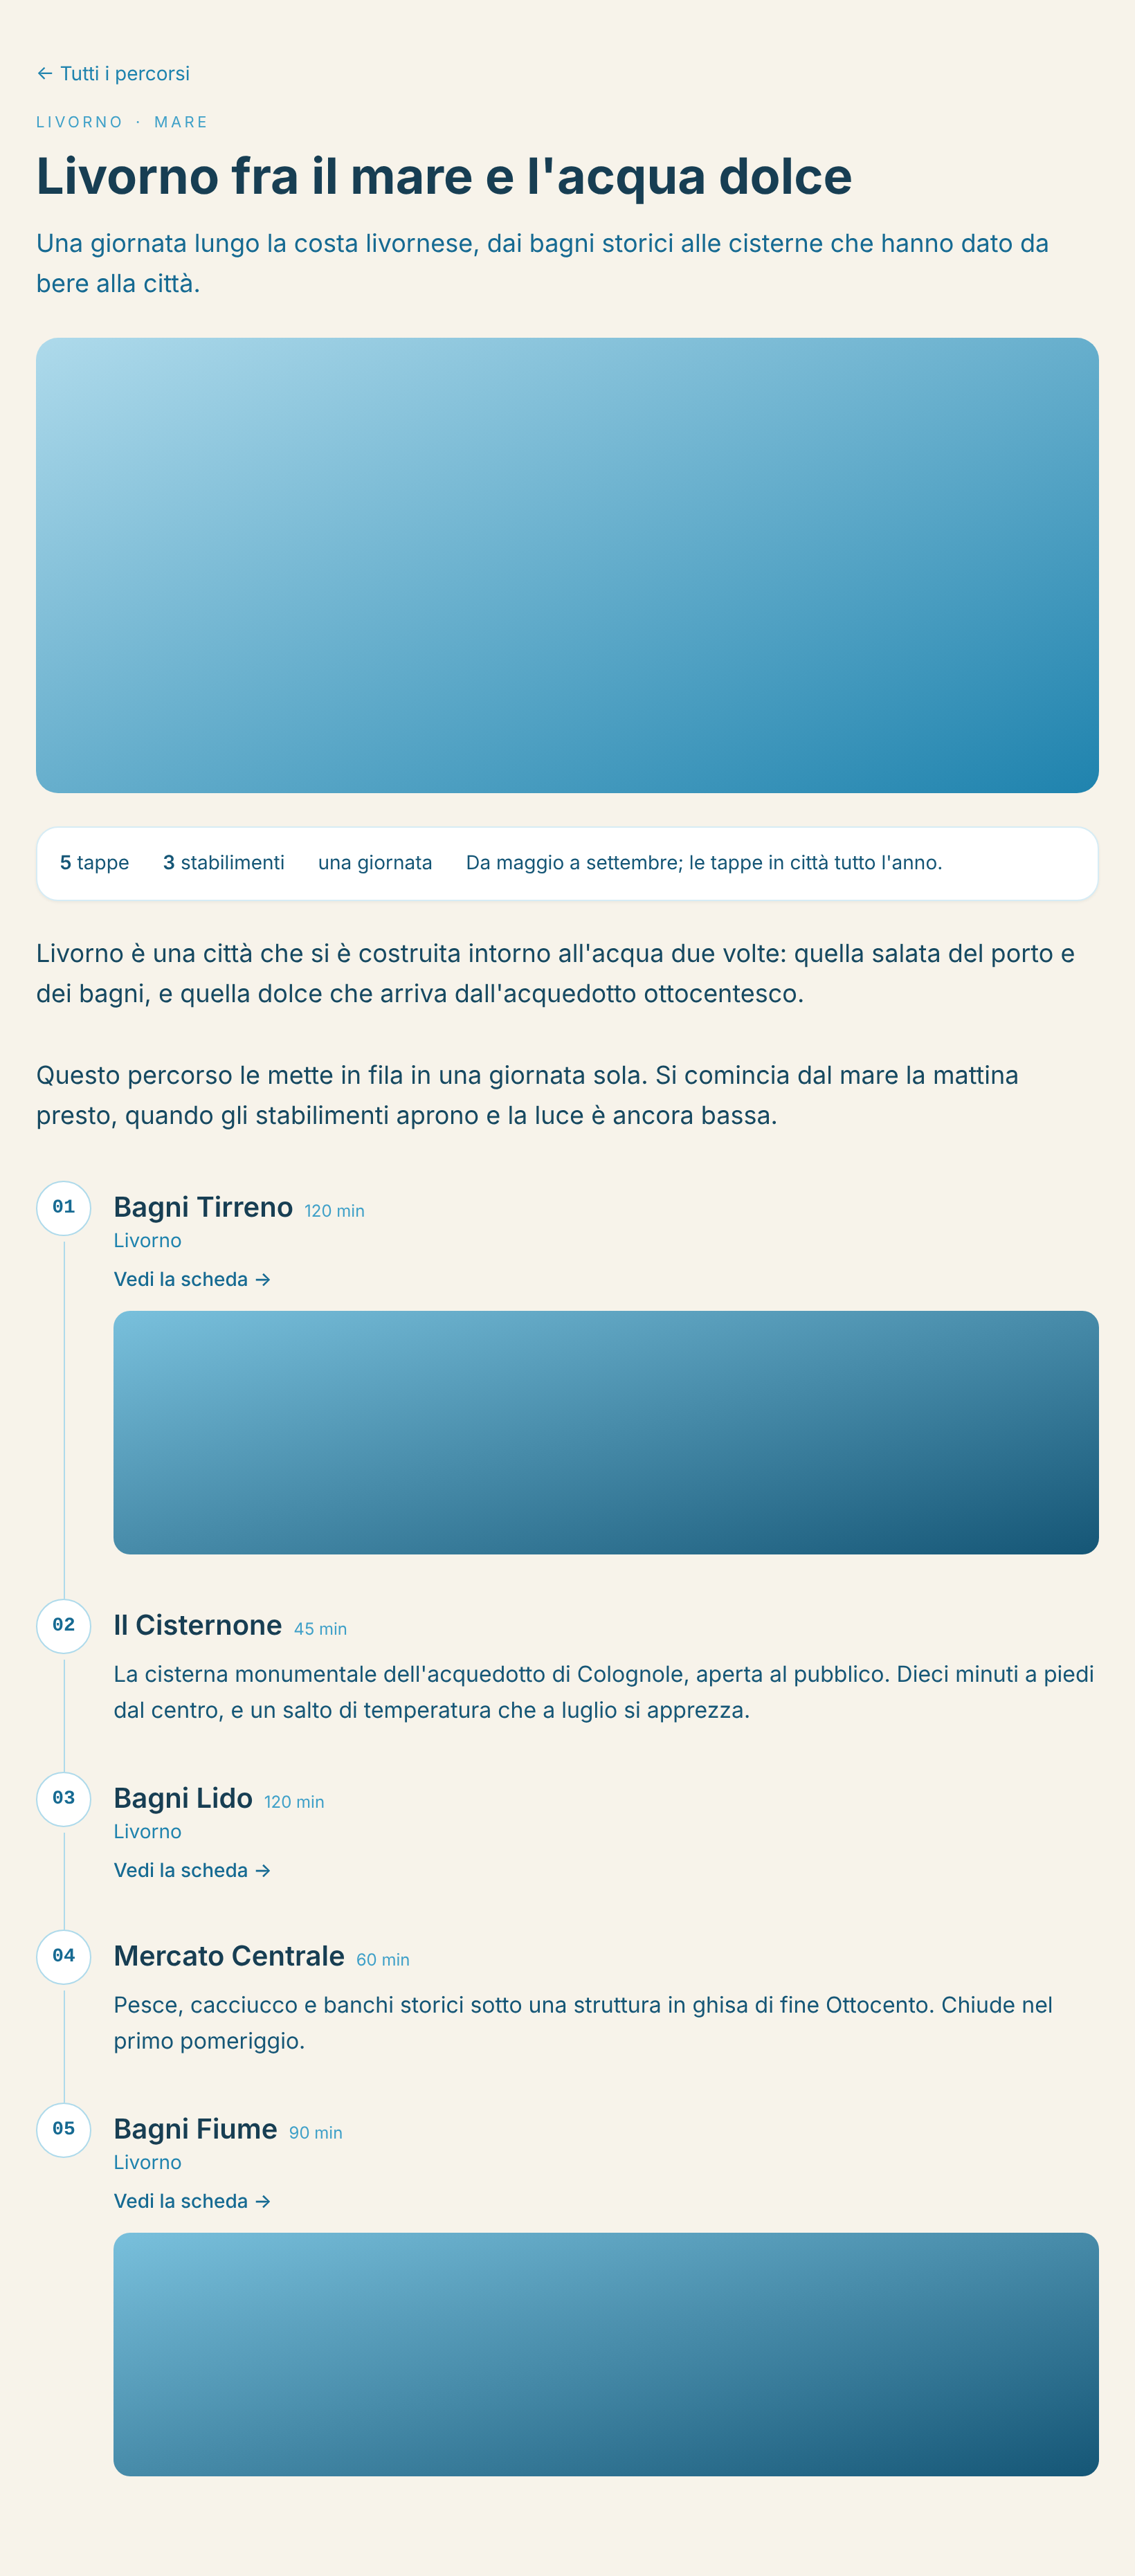 ← Tutti i percorsi
LIVORNO · MARE
Livorno fra il mare e l'acqua dolce
Una giornata lungo la costa livornese, dai bagni storici alle cisterne che hanno dato da
bere alla città.
5 tappe 3 stabilimenti una giornata Da maggio a settembre; le tappe in città tutto l'anno.
Livorno è una città che si è costruita intorno all'acqua due volte: quella salata del porto e
dei bagni, e quella dolce che arriva dall'acquedotto ottocentesco.
Questo percorso le mette in fila in una giornata sola. Si comincia dal mare la mattina
presto, quando gli stabilimenti aprono e la luce è ancora bassa.
01 Bagni Tirreno 120 min
Livorno
Vedi la scheda →
02 Il Cisternone 45 min
La cisterna monumentale dell'acquedotto di Colognole, aperta al pubblico. Dieci minuti a piedi
dal centro, e un salto di temperatura che a luglio si apprezza.
03 Bagni Lido 120 min
Livorno
Vedi la scheda →
04 Mercato Centrale 60 min
Pesce, cacciucco e banchi storici sotto una struttura in ghisa di fine Ottocento. Chiude nel
primo pomeriggio.
05 Bagni Fiume 90 min
Livorno
Vedi la scheda →